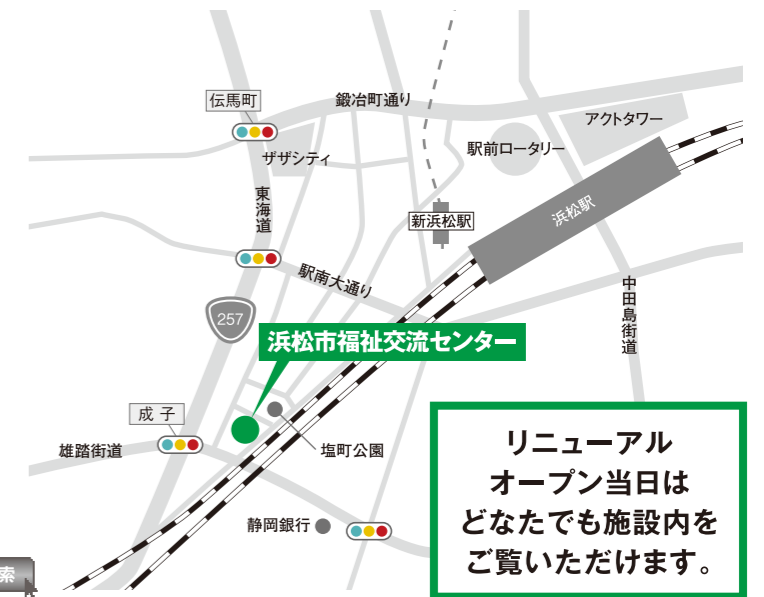 伝馬町
鍛冶町通り
アクトタワー
ザザシティ
駅前ロータリー
東海道
新浜松駅
浜松駅
駅南大通り
中田島街道
257
浜松市福祉交流センター
成子
雄踏街道
塩町公園
静岡銀行
リニューアル
オープン当日は
どなたでも施設内を
ご覧いただけます。
索